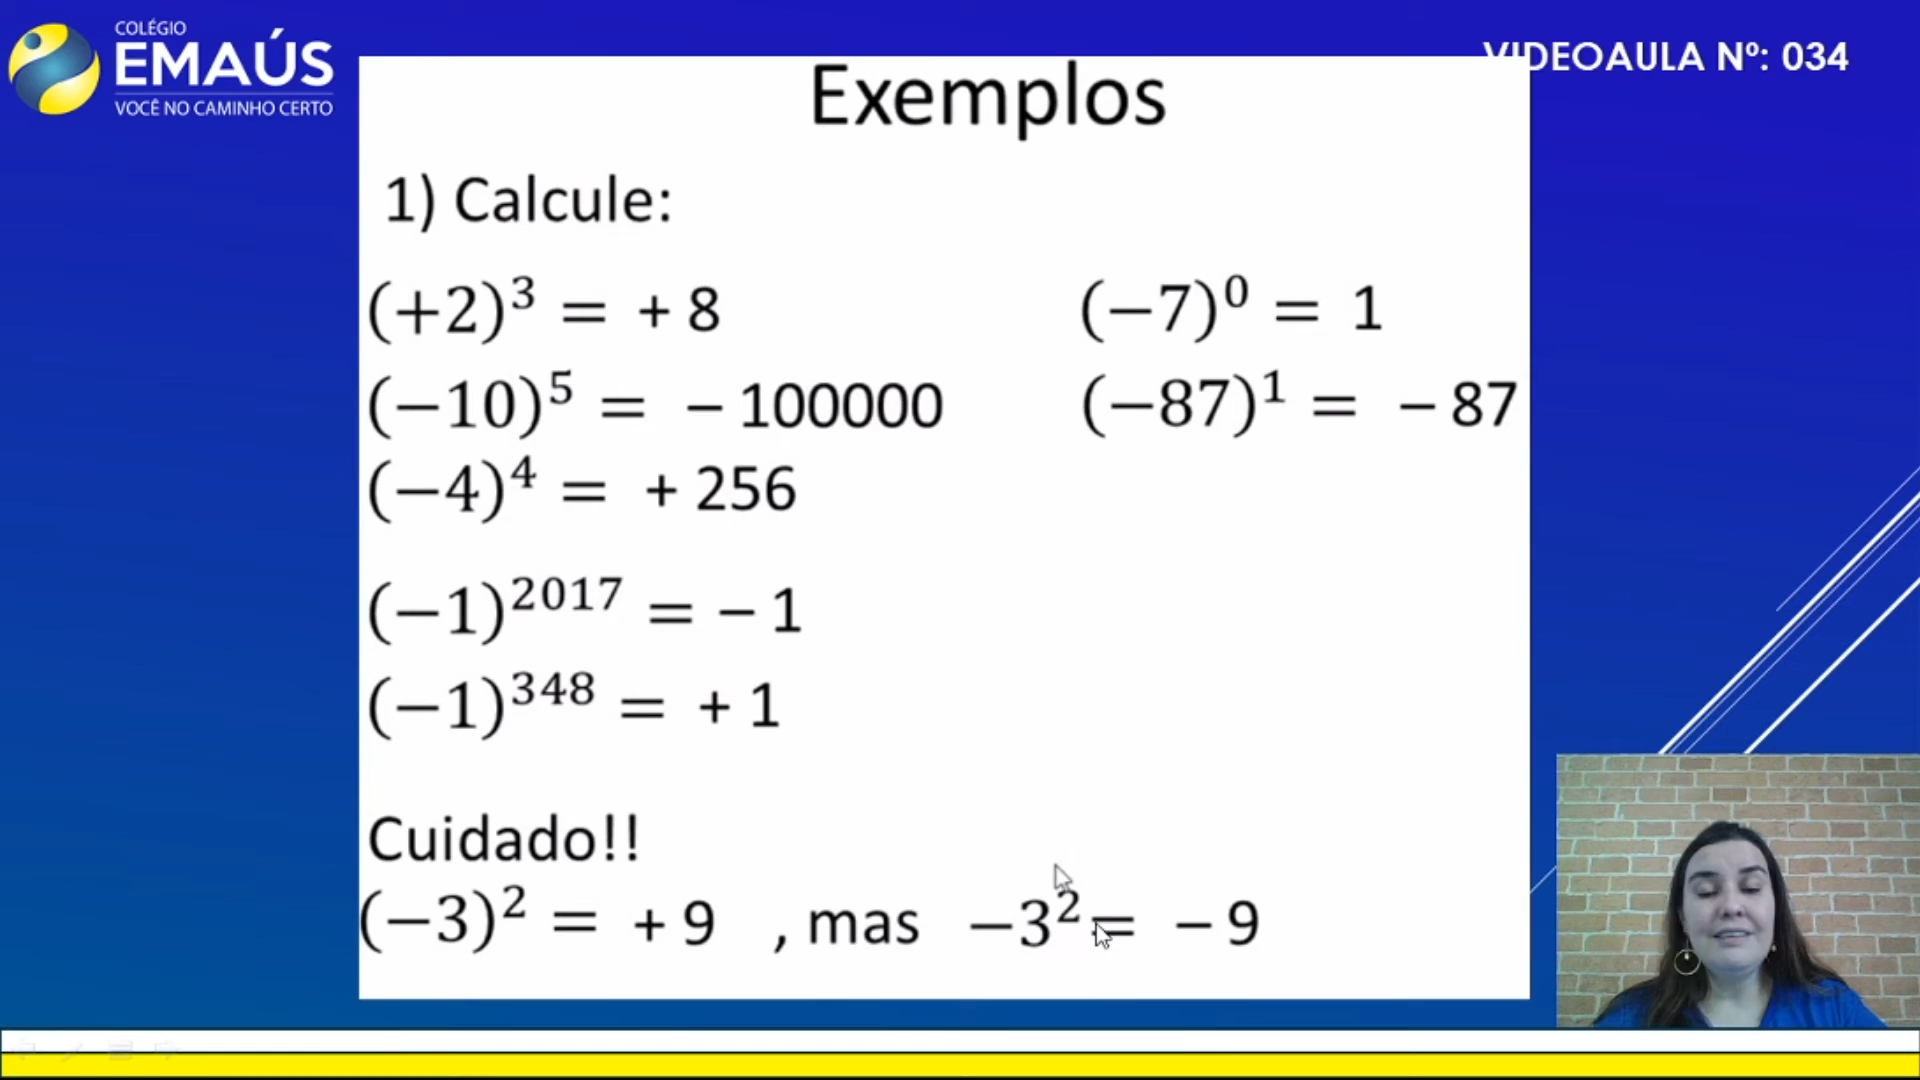 COLÉGIO
EMAÚS
VOCÊ NO CAMINHO CERTO
VIDEOAULA Nº: 034
Exemplos
1) Calcule:
(+2)³ = + 8
(−10)⁵ = − 100000
(−4)⁴ = + 256
(−1)²⁰¹⁷ = − 1
(−1)³⁴⁸ = + 1
(−7)⁰ = 1
(−87)¹ = − 87
Cuidado!!
(−3)² = + 9 , mas −3² = − 9